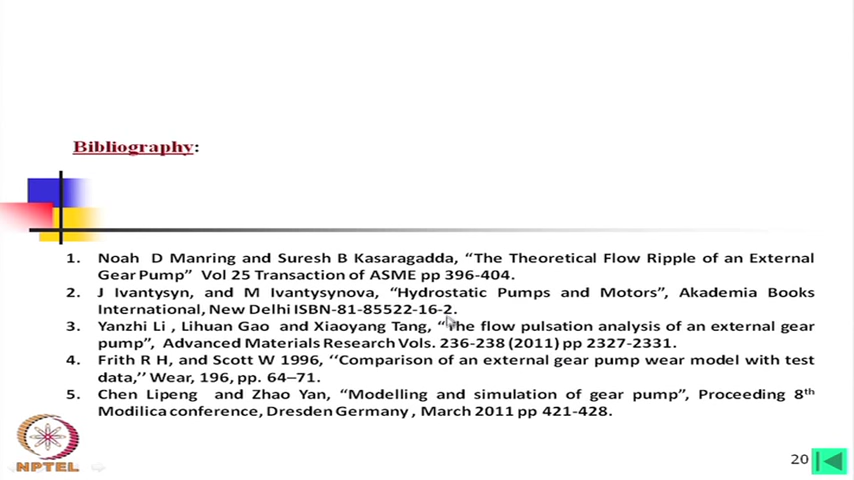 Bibliography:
1. Noah D Manring and Suresh B Kasaragadda, “The Theoretical Flow Ripple of an External
Gear Pump” Vol 25 Transaction of ASME pp 396-404.
2. J Ivantysyn, and M Ivantysynova, “Hydrostatic Pumps and Motors”, Akademia Books
International, New Delhi ISBN-81-85522-16-2.
3. Yanzhi Li , Lihuan Gao and Xiaoyang Tang, “The flow pulsation analysis of an external gear
pump”, Advanced Materials Research Vols. 236-238 (2011) pp 2327-2331.
4. Frith R H, and Scott W 1996, ‘‘Comparison of an external gear pump wear model with test
data,’’ Wear, 196, pp. 64–71.
5. Chen Lipeng and Zhao Yan, “Modelling and simulation of gear pump”, Proceeding 8th
Modilica conference, Dresden Germany , March 2011 pp 421-428.
NPTEL
20